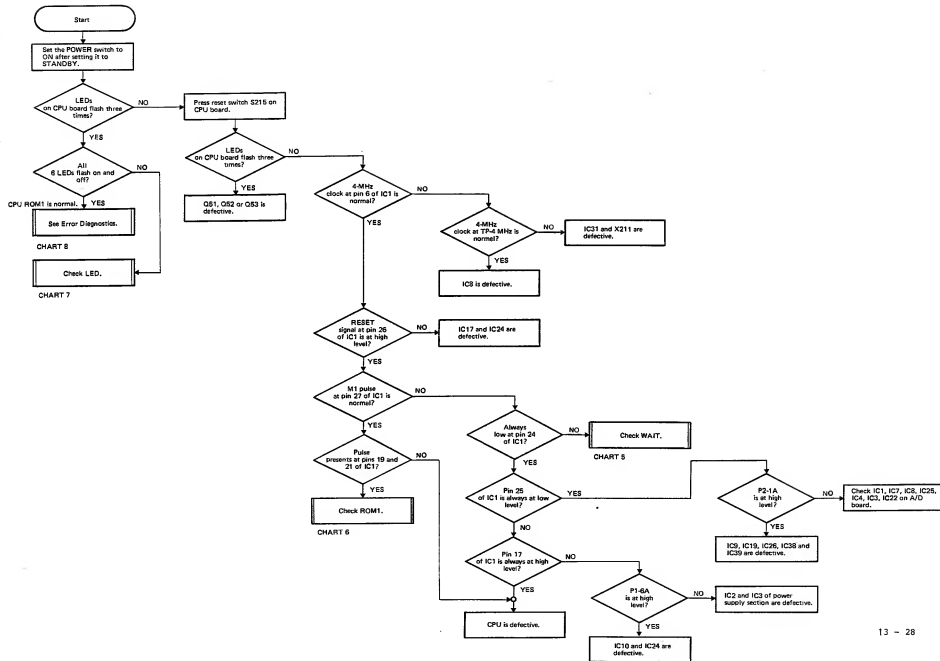 Start
Set the POWER switch to
ON after setting it to
STANDBY.
LEDs
on CPU board flash three
times?
NO
YES
Press reset switch S215 on
CPU board.
All
6 LEDs flash on and
off?
NO
YES
CPU ROM1 is normal.
See Error Diagnostics.
CHART 8
Check LED.
CHART 7
LEDs
on CPU board flash three
times?
NO
YES
Q51, Q52 or Q53 is
defective.
4-MHz
clock at pin 6 of IC1 is
normal?
NO
YES
4-MHz
clock at TP-4 MHz is
normal?
NO
YES
IC31 and X211 are
defective.
IC8 is defective.
RESET
signal at pin 26
of IC1 is at high
level?
NO
YES
IC17 and IC24 are
defective.
M1 pulse
at pin 27 of IC1 is
normal?
NO
YES
Pulse
presents at pins 19 and
21 of IC1?
NO
YES
Check ROM1.
CHART 6
Always
low at pin 24
of IC1?
NO
YES
Check WAIT.
CHART 5
Pin 25
of IC1 is always at low
level?
YES
NO
P2-1A
is at high
level?
NO
YES
Check IC1, IC7, IC8, IC25,
IC4, IC3, IC22 on A/D
board.
IC9, IC19, IC26, IC38 and
IC39 are defective.
Pin 17
of IC1 is always at high
level?
NO
YES
CPU is defective.
P1-6A
is at high
level?
NO
YES
IC2 and IC3 of power
supply section are defective.
IC10 and IC24 are
defective.
13 - 28